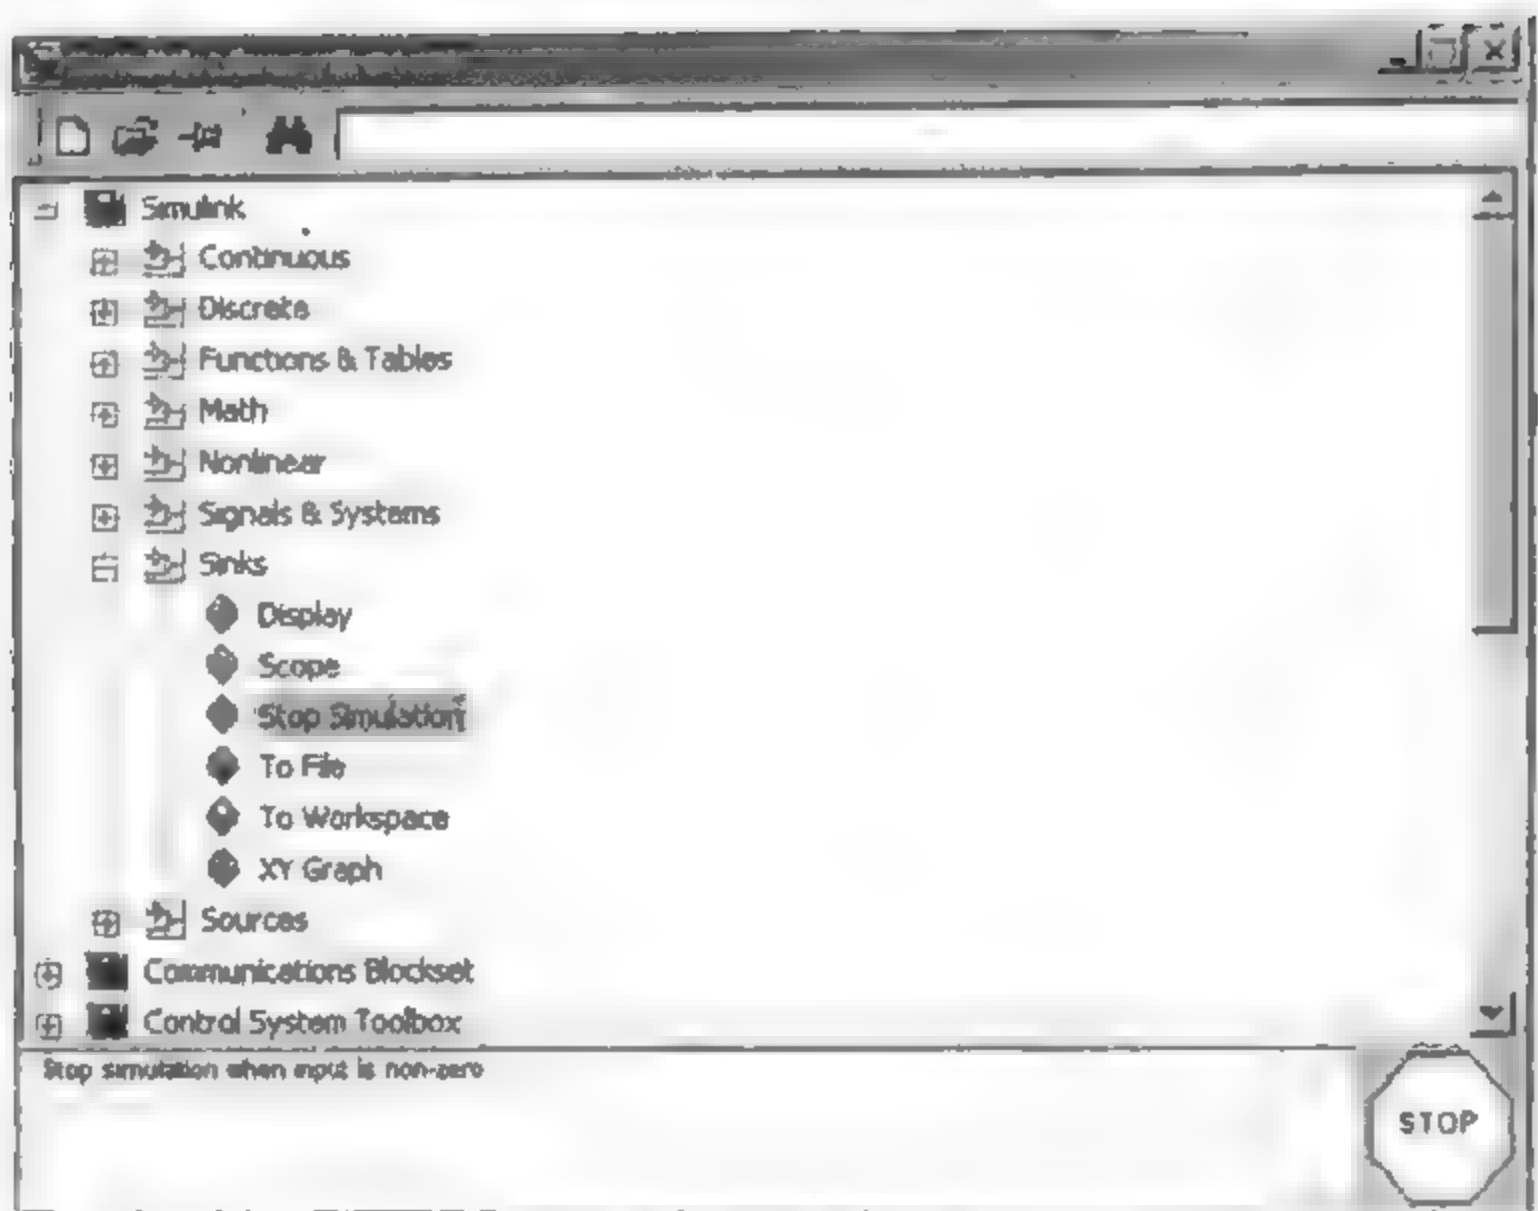 Simulink
Continuous
Discrete
Functions & Tables
Math
Nonlinear
Signals & Systems
Sinks
Display
Scope
Stop Simulation
To File
To Workspace
XY Graph
Sources
Communications Blockset
Control System Toolbox
Stop simulation when input is non-zero
STOP